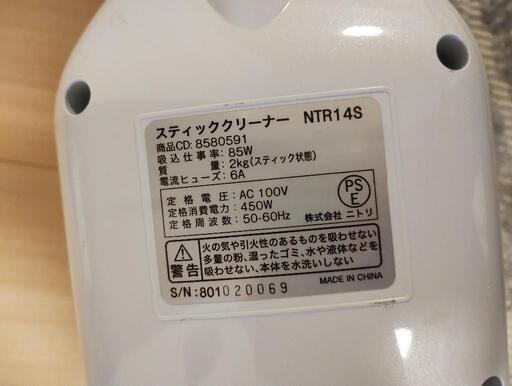 スティッククリーナー NTR14S
商品CD: 8580591
吸込仕事率: 85W
質 量: 2kg(スティック状態)
電流ヒューズ: 6A
定格電圧: AC 100V
定格消費電力: 450W
定格周波数: 50-60Hz
PS
E
株式会社 ニトリ
警告
火の気や引火性のあるものを吸わせない
多量の粉、湿ったゴミ、水や液体などを
吸わせない、本体を水洗いしない
S/N: 801020069
MADE IN CHINA